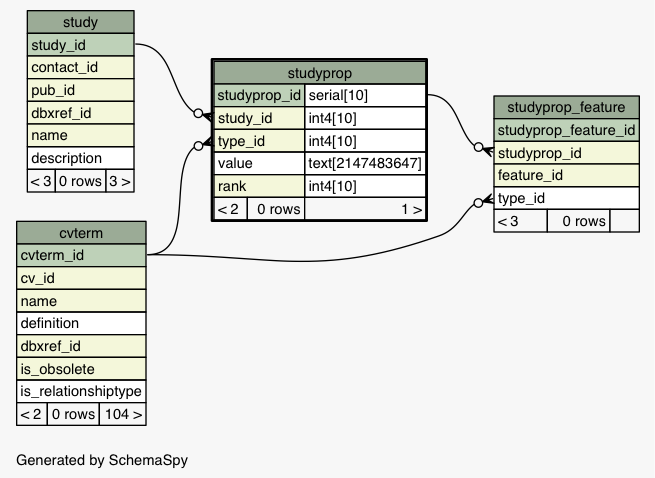 study
study_id
contact_id
pub_id
dbxref_id
name
description
< 3 0 rows 3 >
studyprop
studyprop_id serial[10]
study_id int4[10]
type_id int4[10]
value text[2147483647]
rank int4[10]
< 2 0 rows 1 >
studyprop_feature
studyprop_feature_id
studyprop_id
feature_id
type_id
< 3 0 rows
cvterm
cvterm_id
cv_id
name
definition
dbxref_id
is_obsolete
is_relationshiptype
< 2 0 rows 104 >
Generated by SchemaSpy